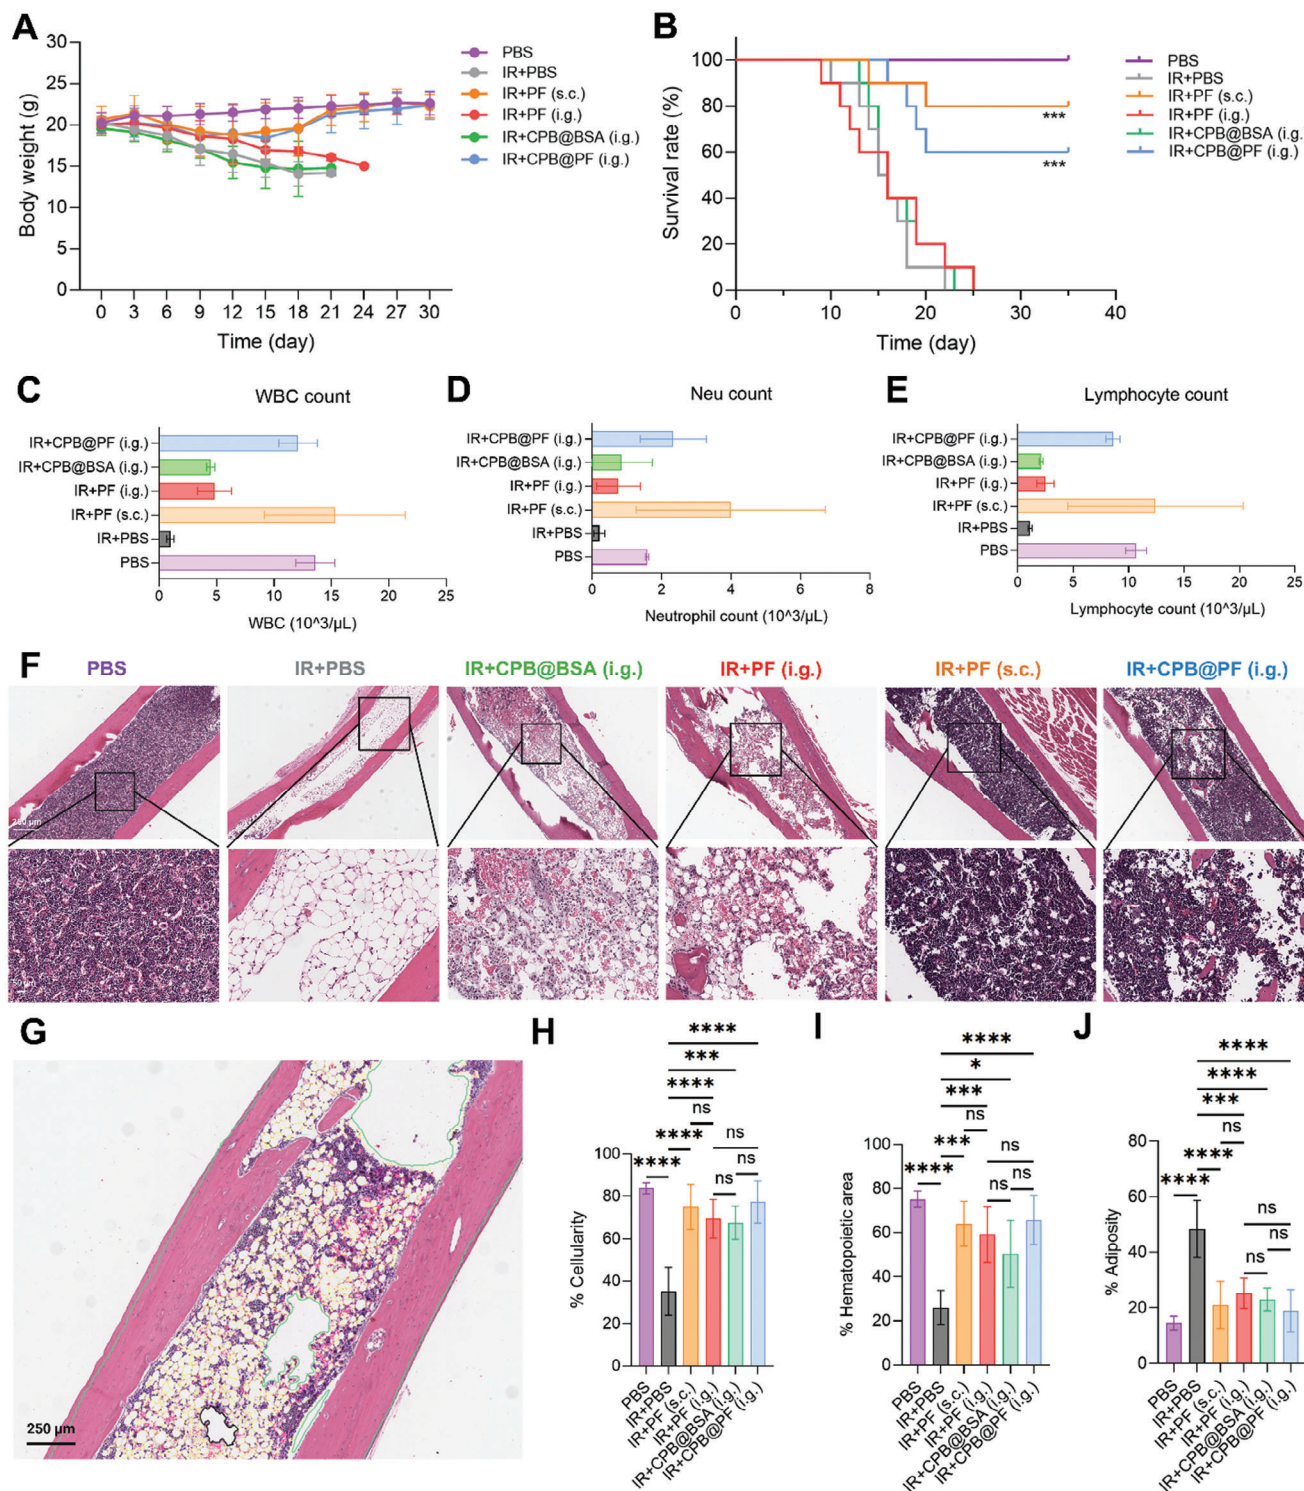 A
30
25
20
15
10
5
0
Body weight (g)
0 3 6 9 12 15 18 21 24 27 30
Time (day)
PBS
IR+PBS
IR+PF (s.c.)
IR+PF (i.g.)
IR+CPB@BSA (i.g.)
IR+CPB@PF (i.g.)
B
100
80
60
40
20
0
Survival rate (%)
0 10 20 30 40
Time (day)
***
***
PBS
IR+PBS
IR+PF (s.c.)
IR+PF (i.g.)
IR+CPB@BSA (i.g.)
IR+CPB@PF (i.g.)
C
WBC count
IR+CPB@PF (i.g.)
IR+CPB@BSA (i.g.)
IR+PF (i.g.)
IR+PF (s.c.)
IR+PBS
PBS
0 5 10 15 20 25
WBC (10^3/μL)
D
Neu count
IR+CPB@PF (i.g.)
IR+CPB@BSA (i.g.)
IR+PF (i.g.)
IR+PF (s.c.)
IR+PBS
PBS
0 2 4 6 8
Neutrophil count (10^3/μL)
E
Lymphocyte count
IR+CPB@PF (i.g.)
IR+CPB@BSA (i.g.)
IR+PF (i.g.)
IR+PF (s.c.)
IR+PBS
PBS
0 5 10 15 20 25
Lymphocyte count (10^3/μL)
F
PBS IR+PBS IR+CPB@BSA (i.g.) IR+PF (i.g.) IR+PF (s.c.) IR+CPB@PF (i.g.)
250 μm
G
250 μm
H
****
***
****
ns
****
ns
****
ns
ns
100
80
60
40
20
0
% Cellularity
PBS
IR+PBS
IR+PF (s.c.)
IR+PF (i.g.)
IR+CPB@BSA (i.g.)
IR+CPB@PF (i.g.)
I
****
*
***
ns
***
ns
****
ns
ns
100
80
60
40
20
0
% Hematopoietic area
PBS
IR+PBS
IR+PF (s.c.)
IR+PF (i.g.)
IR+CPB@BSA (i.g.)
IR+CPB@PF (i.g.)
J
****
****
***
ns
****
****
ns
ns
ns
80
60
40
20
0
% Adiposity
PBS
IR+PBS
IR+PF (s.c.)
IR+PF (i.g.)
IR+CPB@BSA (i.g.)
IR+CPB@PF (i.g.)